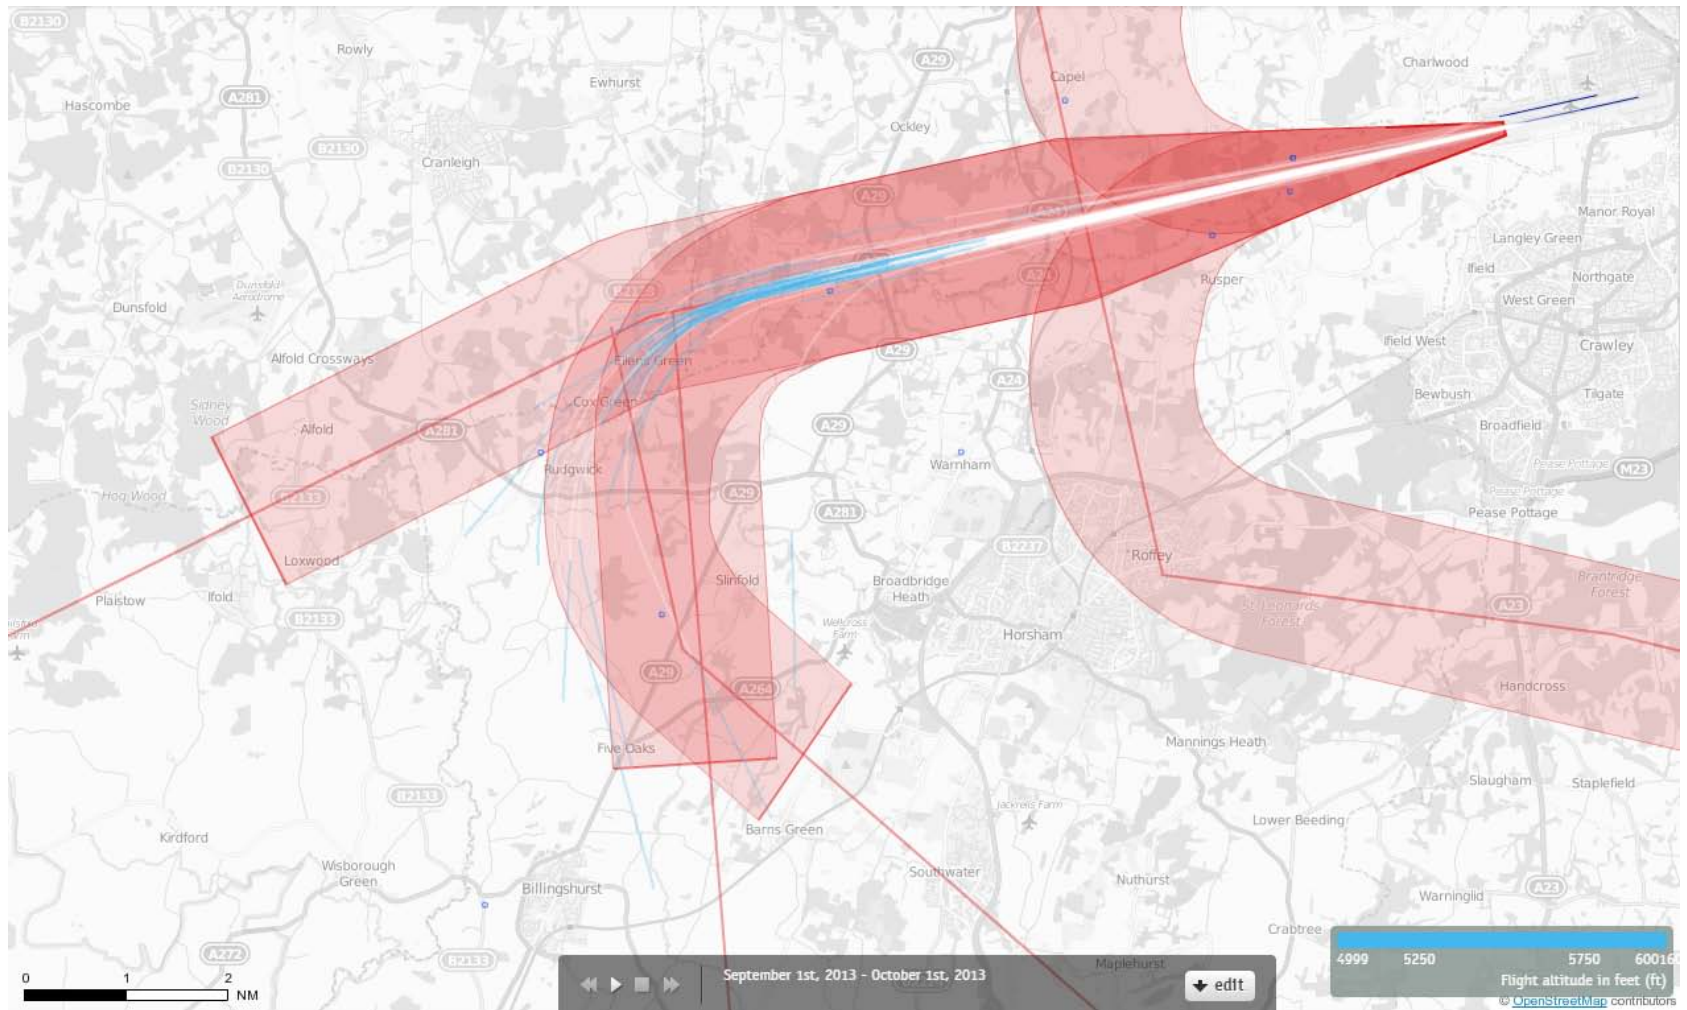 B2130
Rowly
A29
Charlwood
Ewhurst
Capel
Hascombe
A281
Ockley
B2130
Cranleigh
B2130
A29
Manor Royal
Langley Green
Ifield
Northgate
Rusper
Dunsfold
Aerodrome
Dunsfold
West Green
Ifield West
Crawley
A29
Alfold Crossways
Ellens Green
A24
Bewbush
Tilgate
Cox Green
Sidney
Wood
Alfold
A281
A29
Broadfield
Rudgwick
Warnham
Pease Pottage
M23
Hog Wood
B2133
A29
A281
Pease Pottage
Pease Pottage
B2237
Roffey
Loxwood
Slinfold
Broadbridge
Heath
Brantridge
Forest
Plaistow
Ifold
B2133
St. Leonards
Forest
A23
Horsham
A29
A264
Handcross
Five Oaks
Mannings Heath
Slaugham
Staplefield
B2133
Jackrells Farm
Barns Green
Lower Beeding
Kirdford
Wisborough
Green
Southwater
Nuthurst
Billingshurst
Warninglid
A23
Crabtree
A272
B2133
Maplehurst
0 1 2
NM
September 1st, 2013 - October 1st, 2013
edit
4999 5250 5750 600160
Flight altitude in feet (ft)
© OpenStreetMap contributors